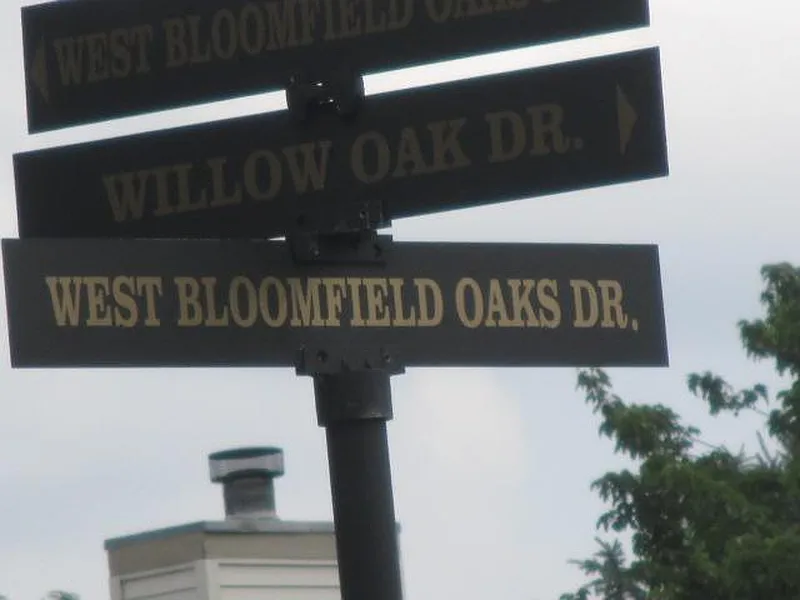 WEST BLOOMFIELD OAKS
WILLOW OAK DR.
WEST BLOOMFIELD OAKS DR.